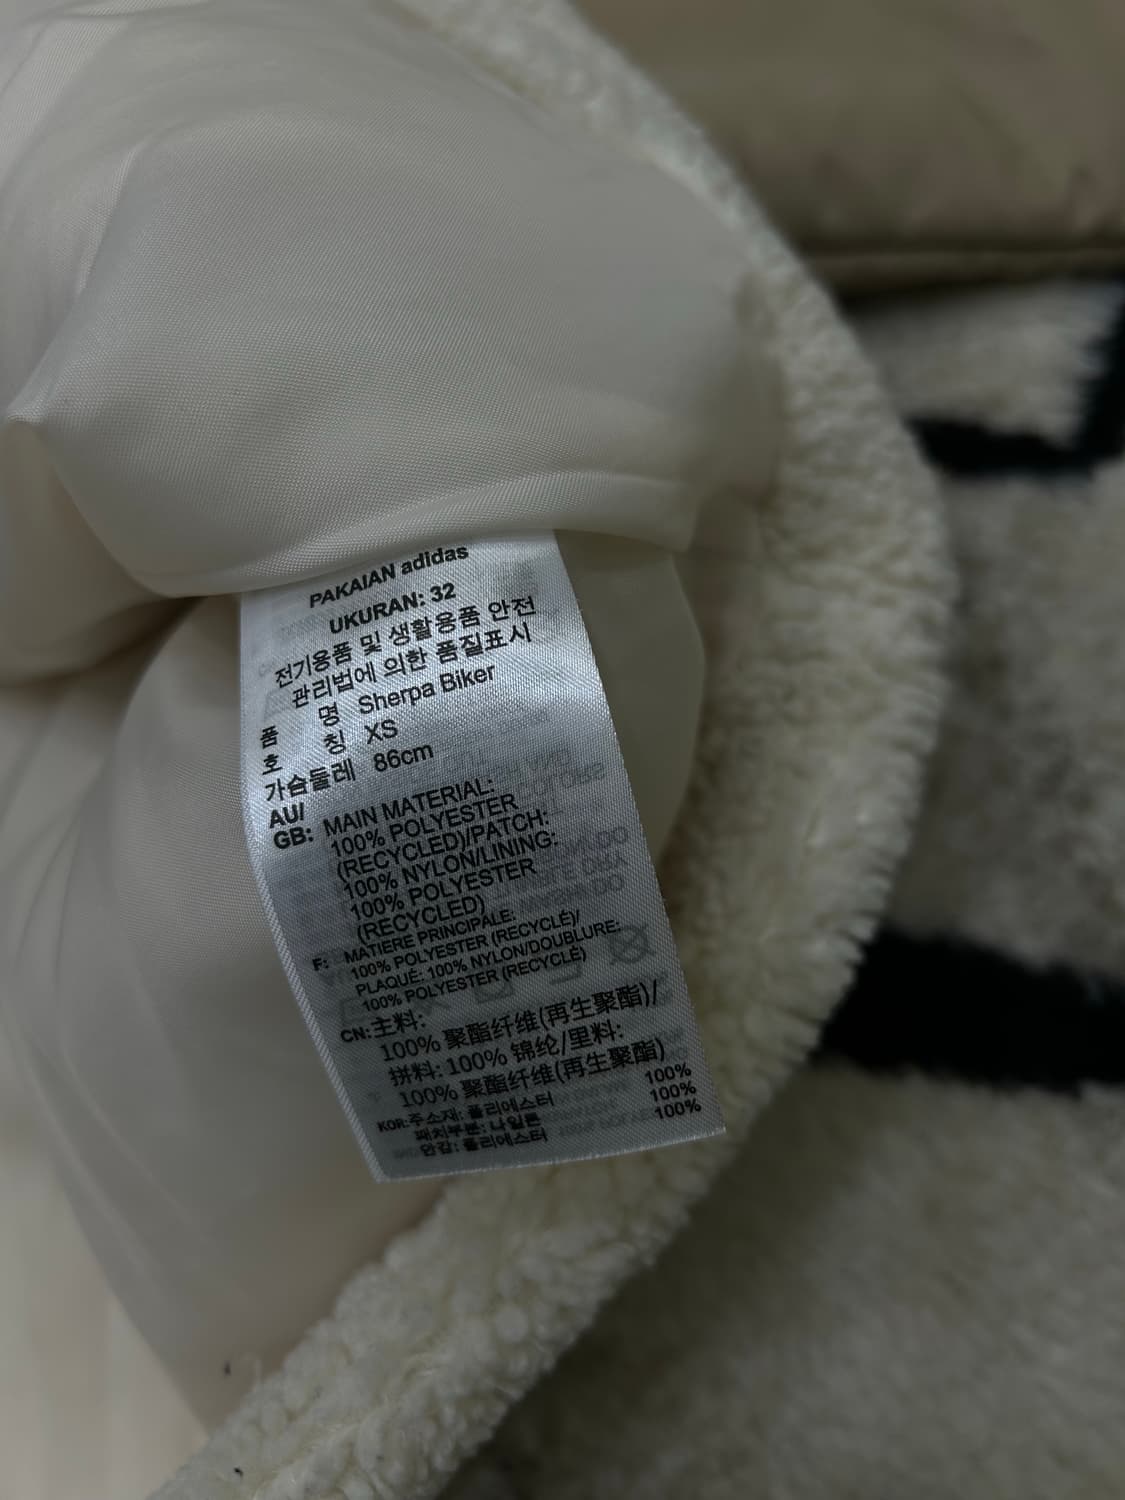 PAKAIAN adidas
UKURAN: 32
전기용품 및 생활용품 안전
관리법에 의한 품질표시
품 명 Sherpa Biker
호 칭 XS
가슴둘레 86cm
AU/
GB: MAIN MATERIAL:
100% POLYESTER
(RECYCLED)/PATCH:
100% NYLON/LINING:
100% POLYESTER
(RECYCLED)
F: MATIERE PRINCIPALE:
100% POLYESTER (RECYCLÉ)/
PLAQUÉ: 100% NYLON/DOUBLURE:
100% POLYESTER (RECYCLÉ)
CN: 主料:
100% 聚酯纤维(再生聚酯)/
拼料: 100% 锦纶/里料:
100% 聚酯纤维(再生聚酯)
KOR: 주소재: 폴리에스터 100%
패치부분: 나일론 100%
안감: 폴리에스터 100%